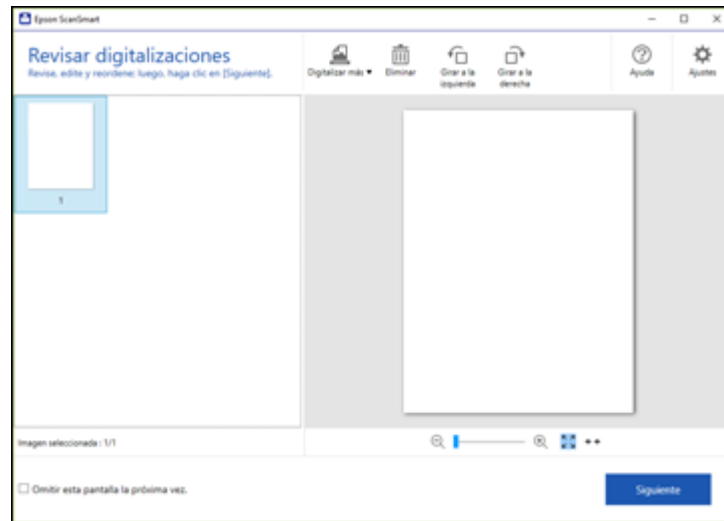 Epson ScanSmart
Revisar digitalizaciones
Revise, edite y reordene; luego, haga clic en [Siguiente].
Digitalizar más ▼
Eliminar
Girar a la
izquierda
Girar a la
derecha
Ayuda
Ajustes
1
Imagen seleccionada : 1/1
Omitir esta pantalla la próxima vez.
Siguiente